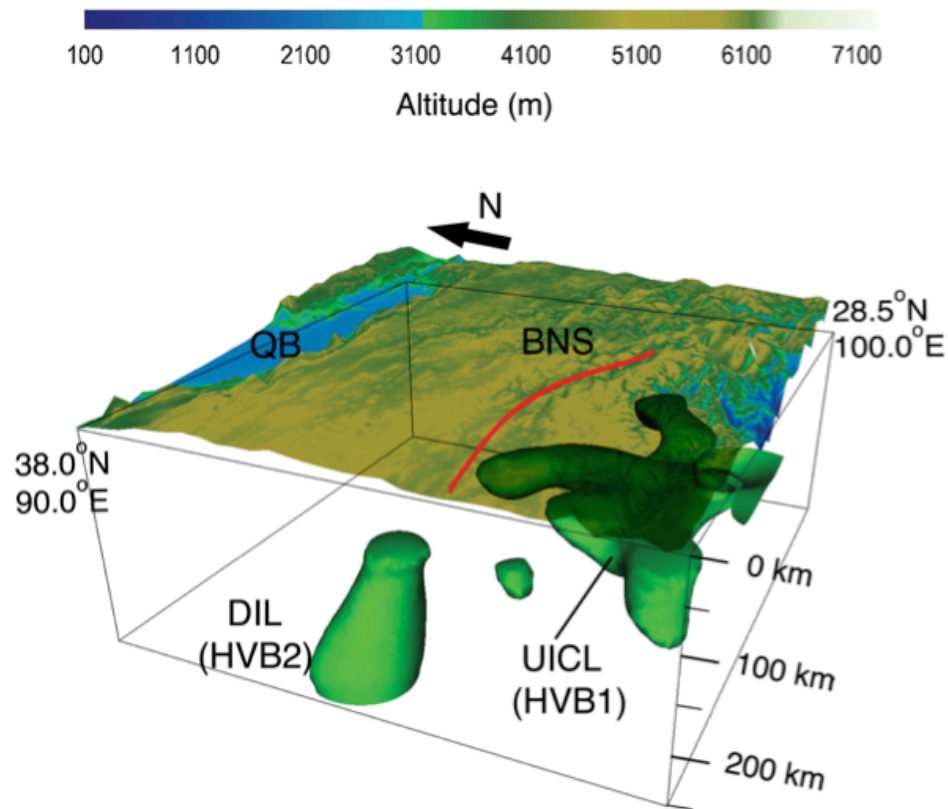 100 1100 2100 3100 4100 5100 6100 7100
Altitude (m)
N
28.5°N
100.0°E
QB
BNS
38.0°N
90.0°E
0 km
DIL
(HVB2)
UICL
(HVB1)
100 km
200 km